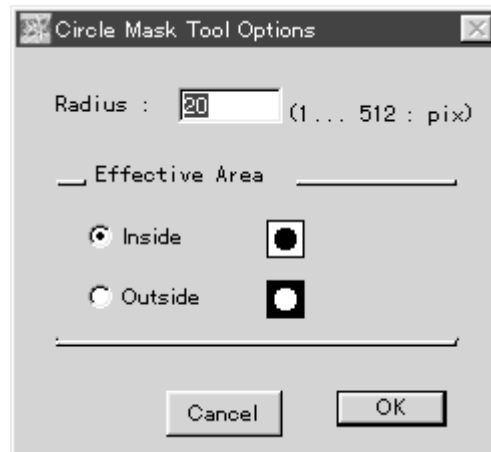 Circle Mask Tool Options
Radius : 20 (1... 512 : pix)
Effective Area
Inside
Outside
Cancel OK